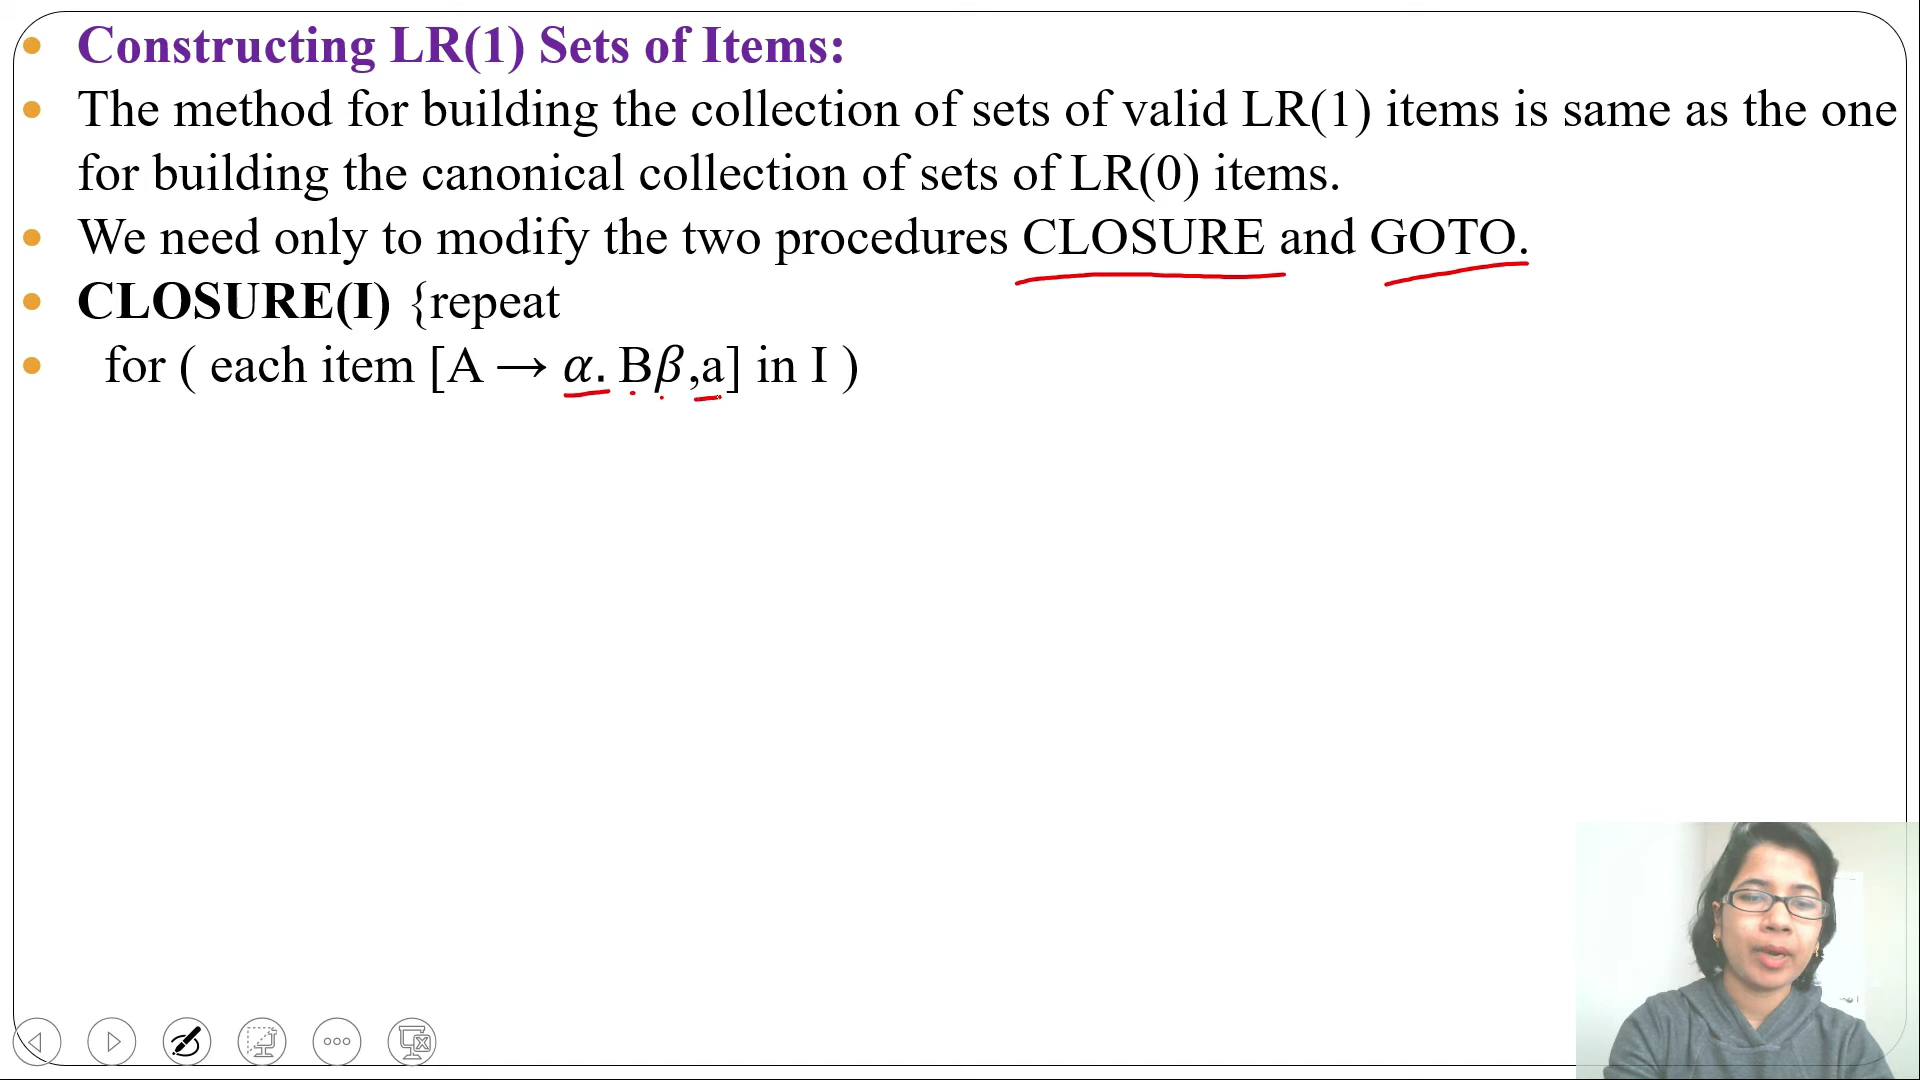 Constructing LR(1) Sets of Items:
The method for building the collection of sets of valid LR(1) items is same as the one
for building the canonical collection of sets of LR(0) items.
We need only to modify the two procedures CLOSURE and GOTO.
CLOSURE(I) {repeat
for ( each item [A → α. Bβ,a] in I )